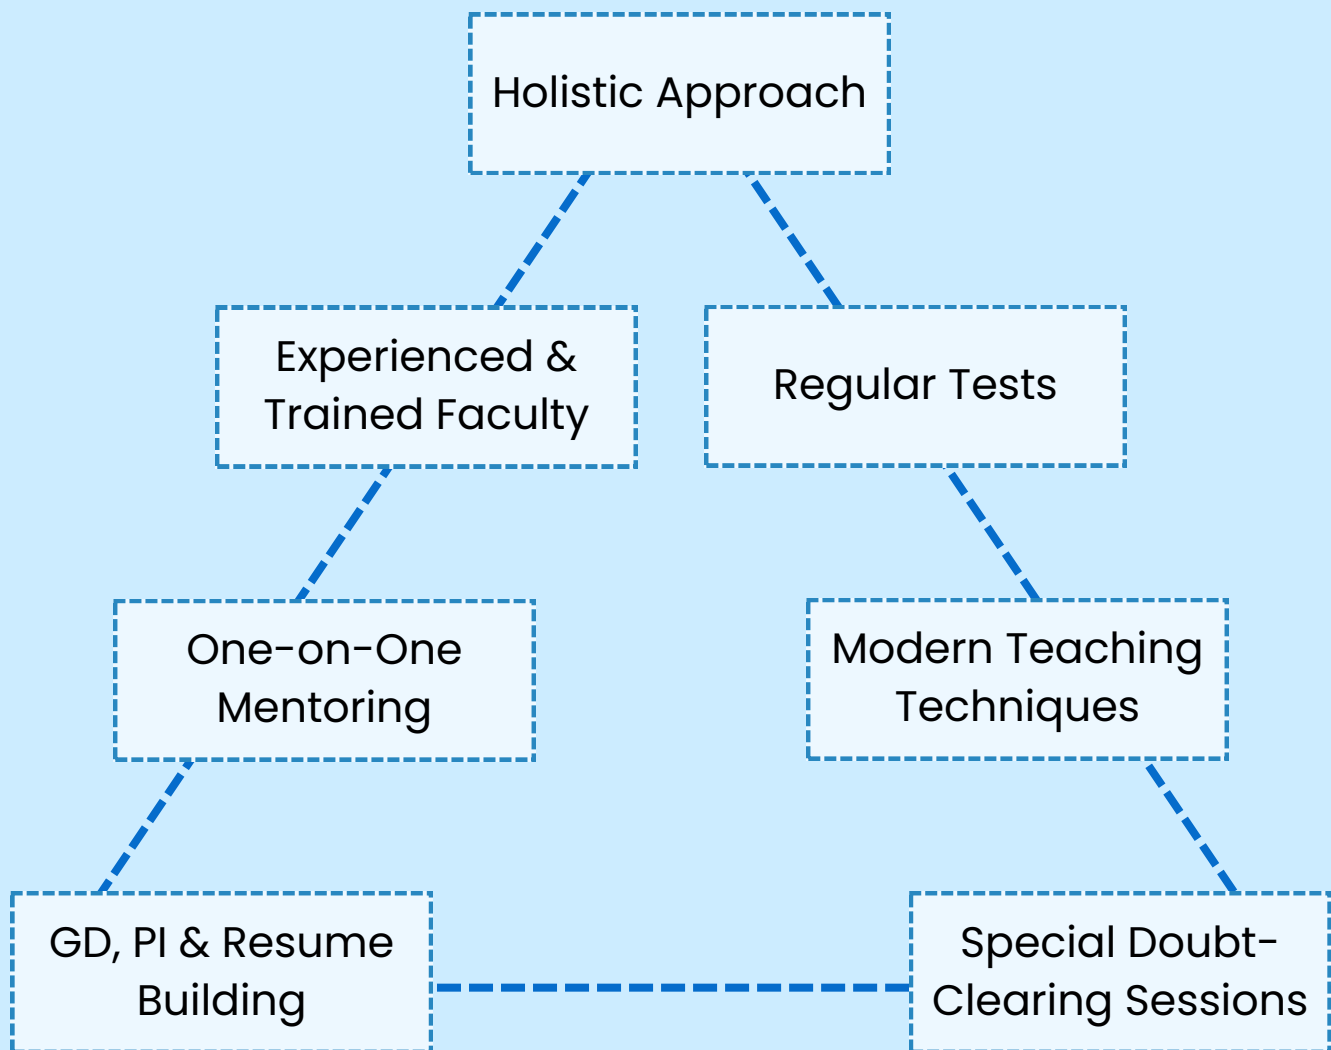 Holistic Approach
Experienced &
Trained Faculty
Regular Tests
One-on-One
Mentoring
Modern Teaching
Techniques
GD, PI & Resume
Building
Special Doubt-
Clearing Sessions